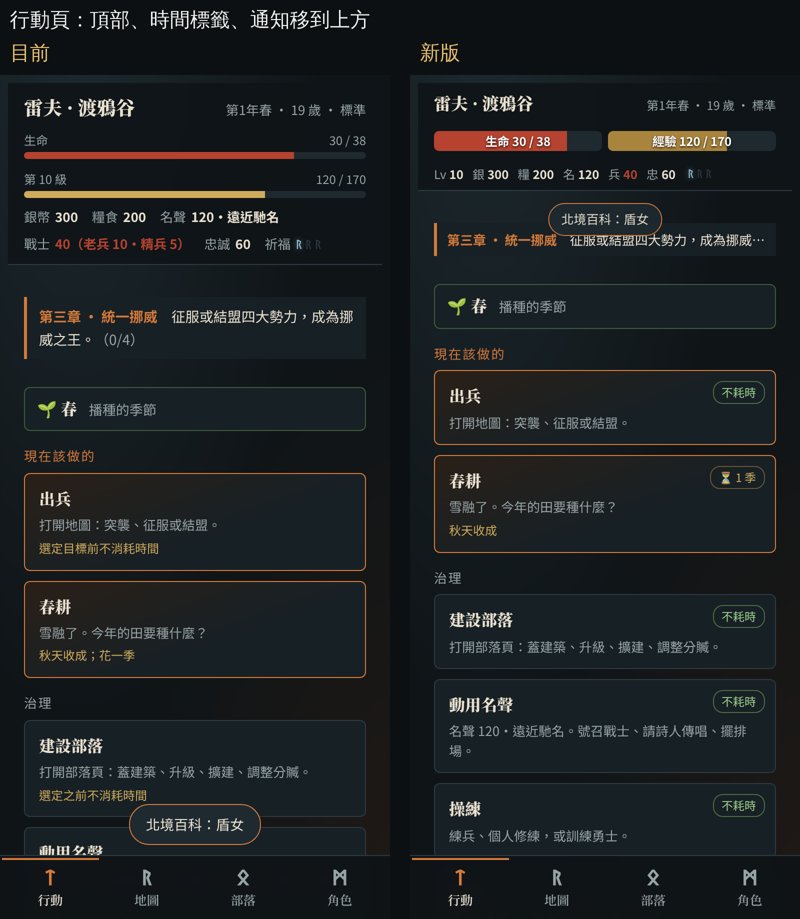 行動頁：頂部、時間標籤、通知移到上方
目前
雷夫·渡鴉谷
第1年春 · 19 歲 · 標準
生命
30 / 38
第 10 級
120 / 170
銀幣 300 糧食 200 名聲 120·遠近馳名
戰士 40（老兵 10·精兵 5） 忠誠 60 祈福 ᚱᚱᚱ
第三章 · 統一挪威 征服或結盟四大勢力，成為挪
威之王。（0/4）
🌱 春 播種的季節
現在該做的
出兵
打開地圖：突襲、征服或結盟。
選定目標前不消耗時間
春耕
雪融了。今年的田要種什麼？
秋天收成；花一季
治理
建設部落
打開部落頁：蓋建築、升級、擴建、調整分贓。
選定之前不消耗時間
北境百科：盾女
動用名聲
ᛏ ᚱ ᛟ ᛗ
行動 地圖 部落 角色
新版
雷夫·渡鴉谷
第1年春 · 19 歲 · 標準
生命 30 / 38
經驗 120 / 170
Lv 10 銀 300 糧 200 名 120 兵 40 忠 60 ᚱᚱᚱ
北境百科：盾女
第三章 · 統一挪威 征服或結盟四大勢力，成為挪威…
🌱 春 播種的季節
現在該做的
出兵
不耗時
打開地圖：突襲、征服或結盟。
春耕
⏳ 1 季
雪融了。今年的田要種什麼？
秋天收成
治理
建設部落
不耗時
打開部落頁：蓋建築、升級、擴建、調整分贓。
動用名聲
不耗時
名聲 120·遠近馳名。號召戰士、請詩人傳唱、擺排
場。
操練
不耗時
練兵、個人修練，或訓練勇士。
ᛏ ᚱ ᛟ ᛗ
行動 地圖 部落 角色